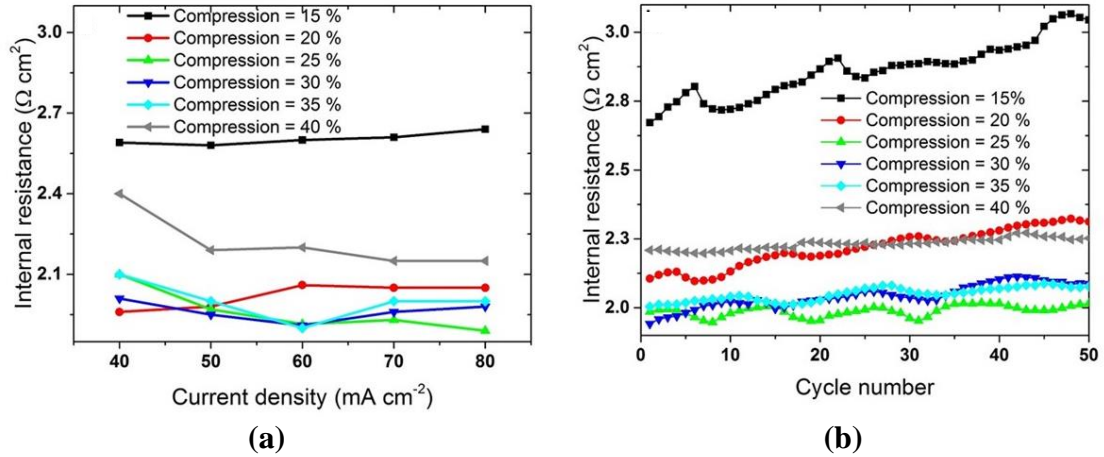 Compression = 15 %
Compression = 20 %
Compression = 25 %
Compression = 30 %
Compression = 35 %
Compression = 40 %
3.0
2.7
2.4
2.1
Internal resistance (Ω cm²)
40 50 60 70 80
Current density (mA cm⁻²)
(a)
3.0
2.8
2.5
2.3
2.0
Internal resistance (Ω cm²)
Compression = 15%
Compression = 20 %
Compression = 25 %
Compression = 30 %
Compression = 35 %
Compression = 40 %
0 10 20 30 40 50
Cycle number
(b)